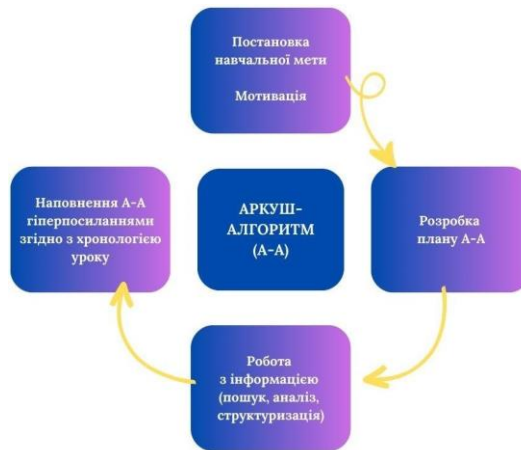 Постановка
навчальної мети
Мотивація
Наповнення А-А
гіперпосиланнями
згідно з хронологією
уроку
АРКУШ-
АЛГОРИТМ
(А-А)
Розробка
плану А-А
Робота
з інформацією
(пошук, аналіз,
структуризація)